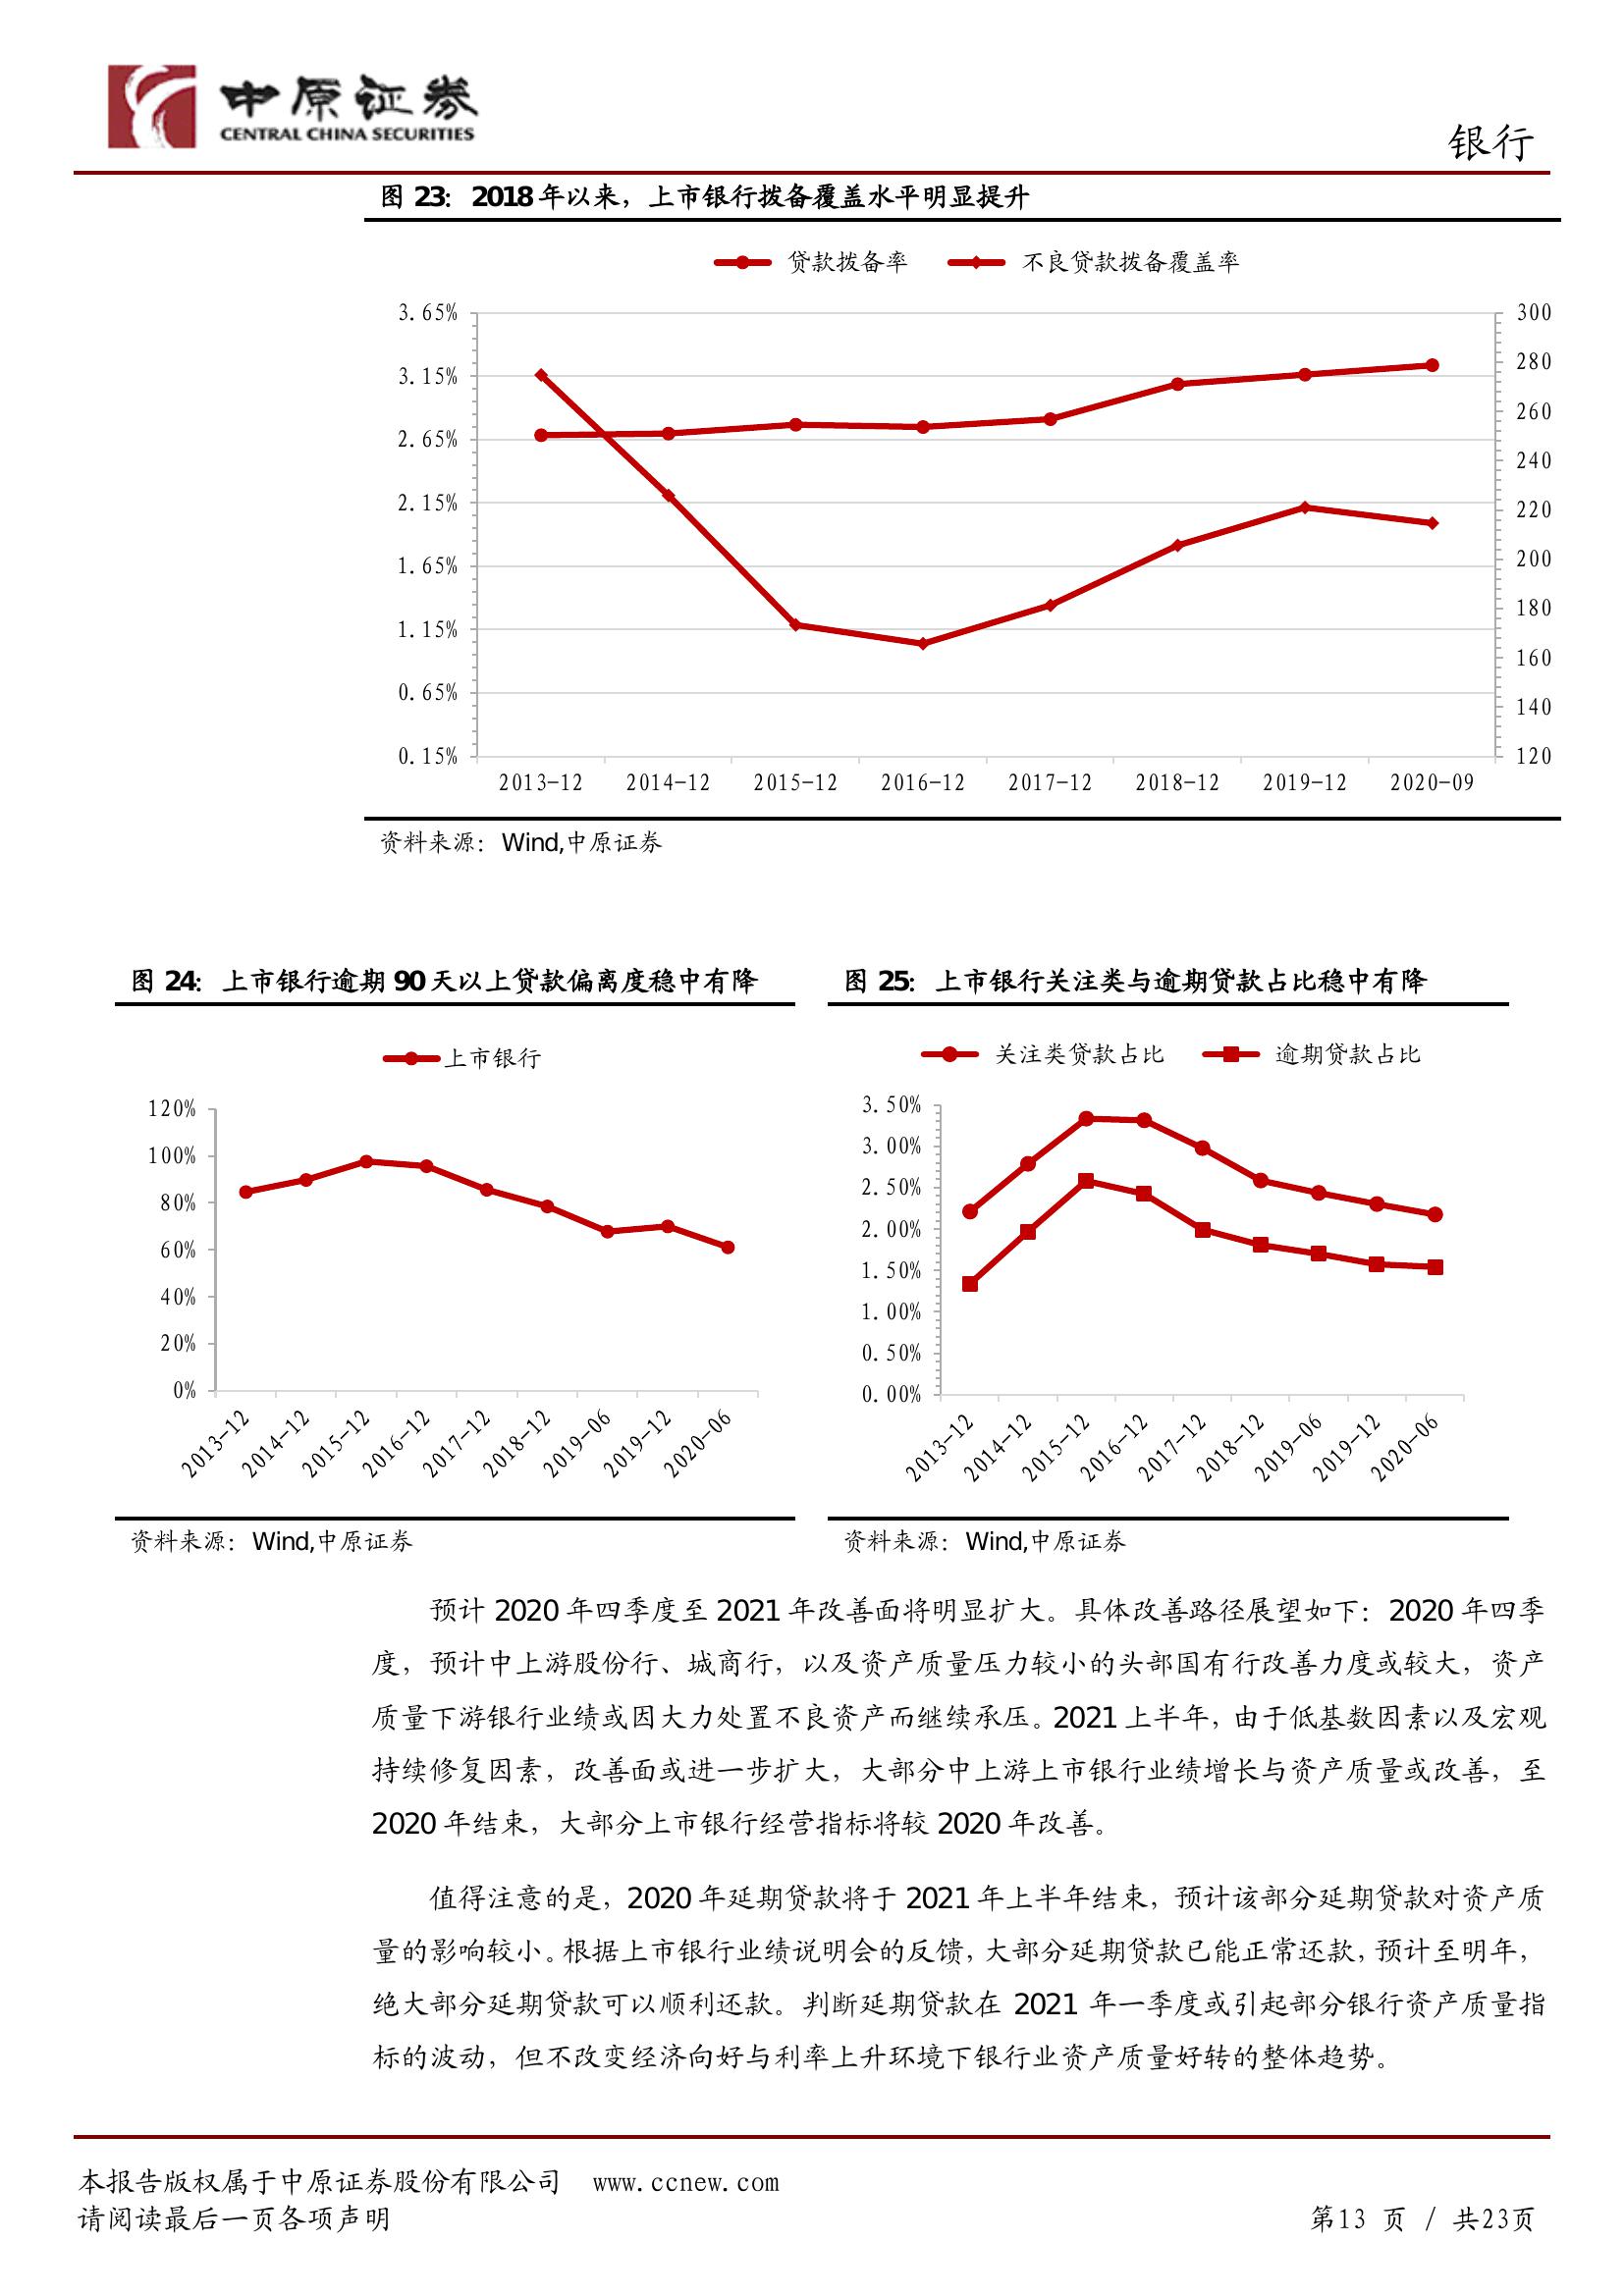 中原证券
CENTRAL CHINA SECURITIES
银行
图 23：2018 年以来，上市银行拨备覆盖水平明显提升
贷款拨备率 不良贷款拨备覆盖率
3.65%
3.15%
2.65%
2.15%
1.65%
1.15%
0.65%
0.15%
300
280
260
240
220
200
180
160
140
120
2013-12 2014-12 2015-12 2016-12 2017-12 2018-12 2019-12 2020-09
资料来源：Wind,中原证券
图 24：上市银行逾期 90 天以上贷款偏离度稳中有降
上市银行
120%
100%
80%
60%
40%
20%
0%
2013-12 2014-12 2015-12 2016-12 2017-12 2018-12 2019-06 2019-12 2020-06
资料来源：Wind,中原证券
图 25：上市银行关注类与逾期贷款占比稳中有降
关注类贷款占比 逾期贷款占比
3.50%
3.00%
2.50%
2.00%
1.50%
1.00%
0.50%
0.00%
2013-12 2014-12 2015-12 2016-12 2017-12 2018-12 2019-06 2019-12 2020-06
资料来源：Wind,中原证券
预计 2020 年四季度至 2021 年改善面将明显扩大。具体改善路径展望如下：2020 年四季
度，预计中上游股份行、城商行，以及资产质量压力较小的头部国有行改善力度或较大，资产
质量下游银行业绩或因大力处置不良资产而继续承压。2021 上半年，由于低基数因素以及宏观
持续修复因素，改善面或进一步扩大，大部分中上游上市银行业绩增长与资产质量或改善，至
2020 年结束，大部分上市银行经营指标将较 2020 年改善。
值得注意的是，2020 年延期贷款将于 2021 年上半年结束，预计该部分延期贷款对资产质
量的影响较小。根据上市银行业绩说明会的反馈，大部分延期贷款已能正常还款，预计至明年，
绝大部分延期贷款可以顺利还款。判断延期贷款在 2021 年一季度或引起部分银行资产质量指
标的波动，但不改变经济向好与利率上升环境下银行业资产质量好转的整体趋势。
本报告版权属于中原证券股份有限公司 www.ccnew.com
请阅读最后一页各项声明
第13 页 / 共23页